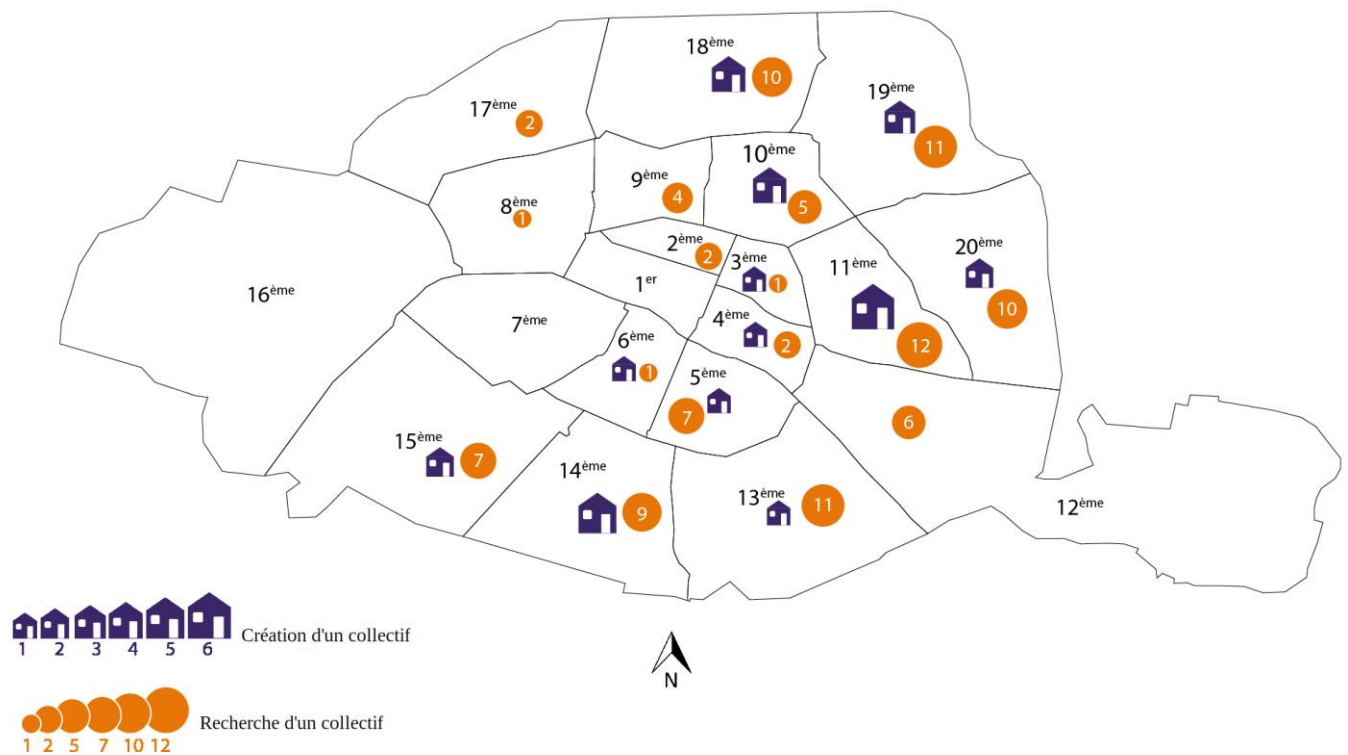 18ème
10
19ème
11
17ème
2
10ème
5
9ème
4
8ème
1
2ème
2
3ème
1
11ème
12
20ème
10
16ème
1er
7ème
4ème
2
6ème
1
5ème
7
6
15ème
7
14ème
9
13ème
11
12ème
1 2 3 4 5 6 Création d'un collectif
N
1 2 5 7 10 12 Recherche d'un collectif